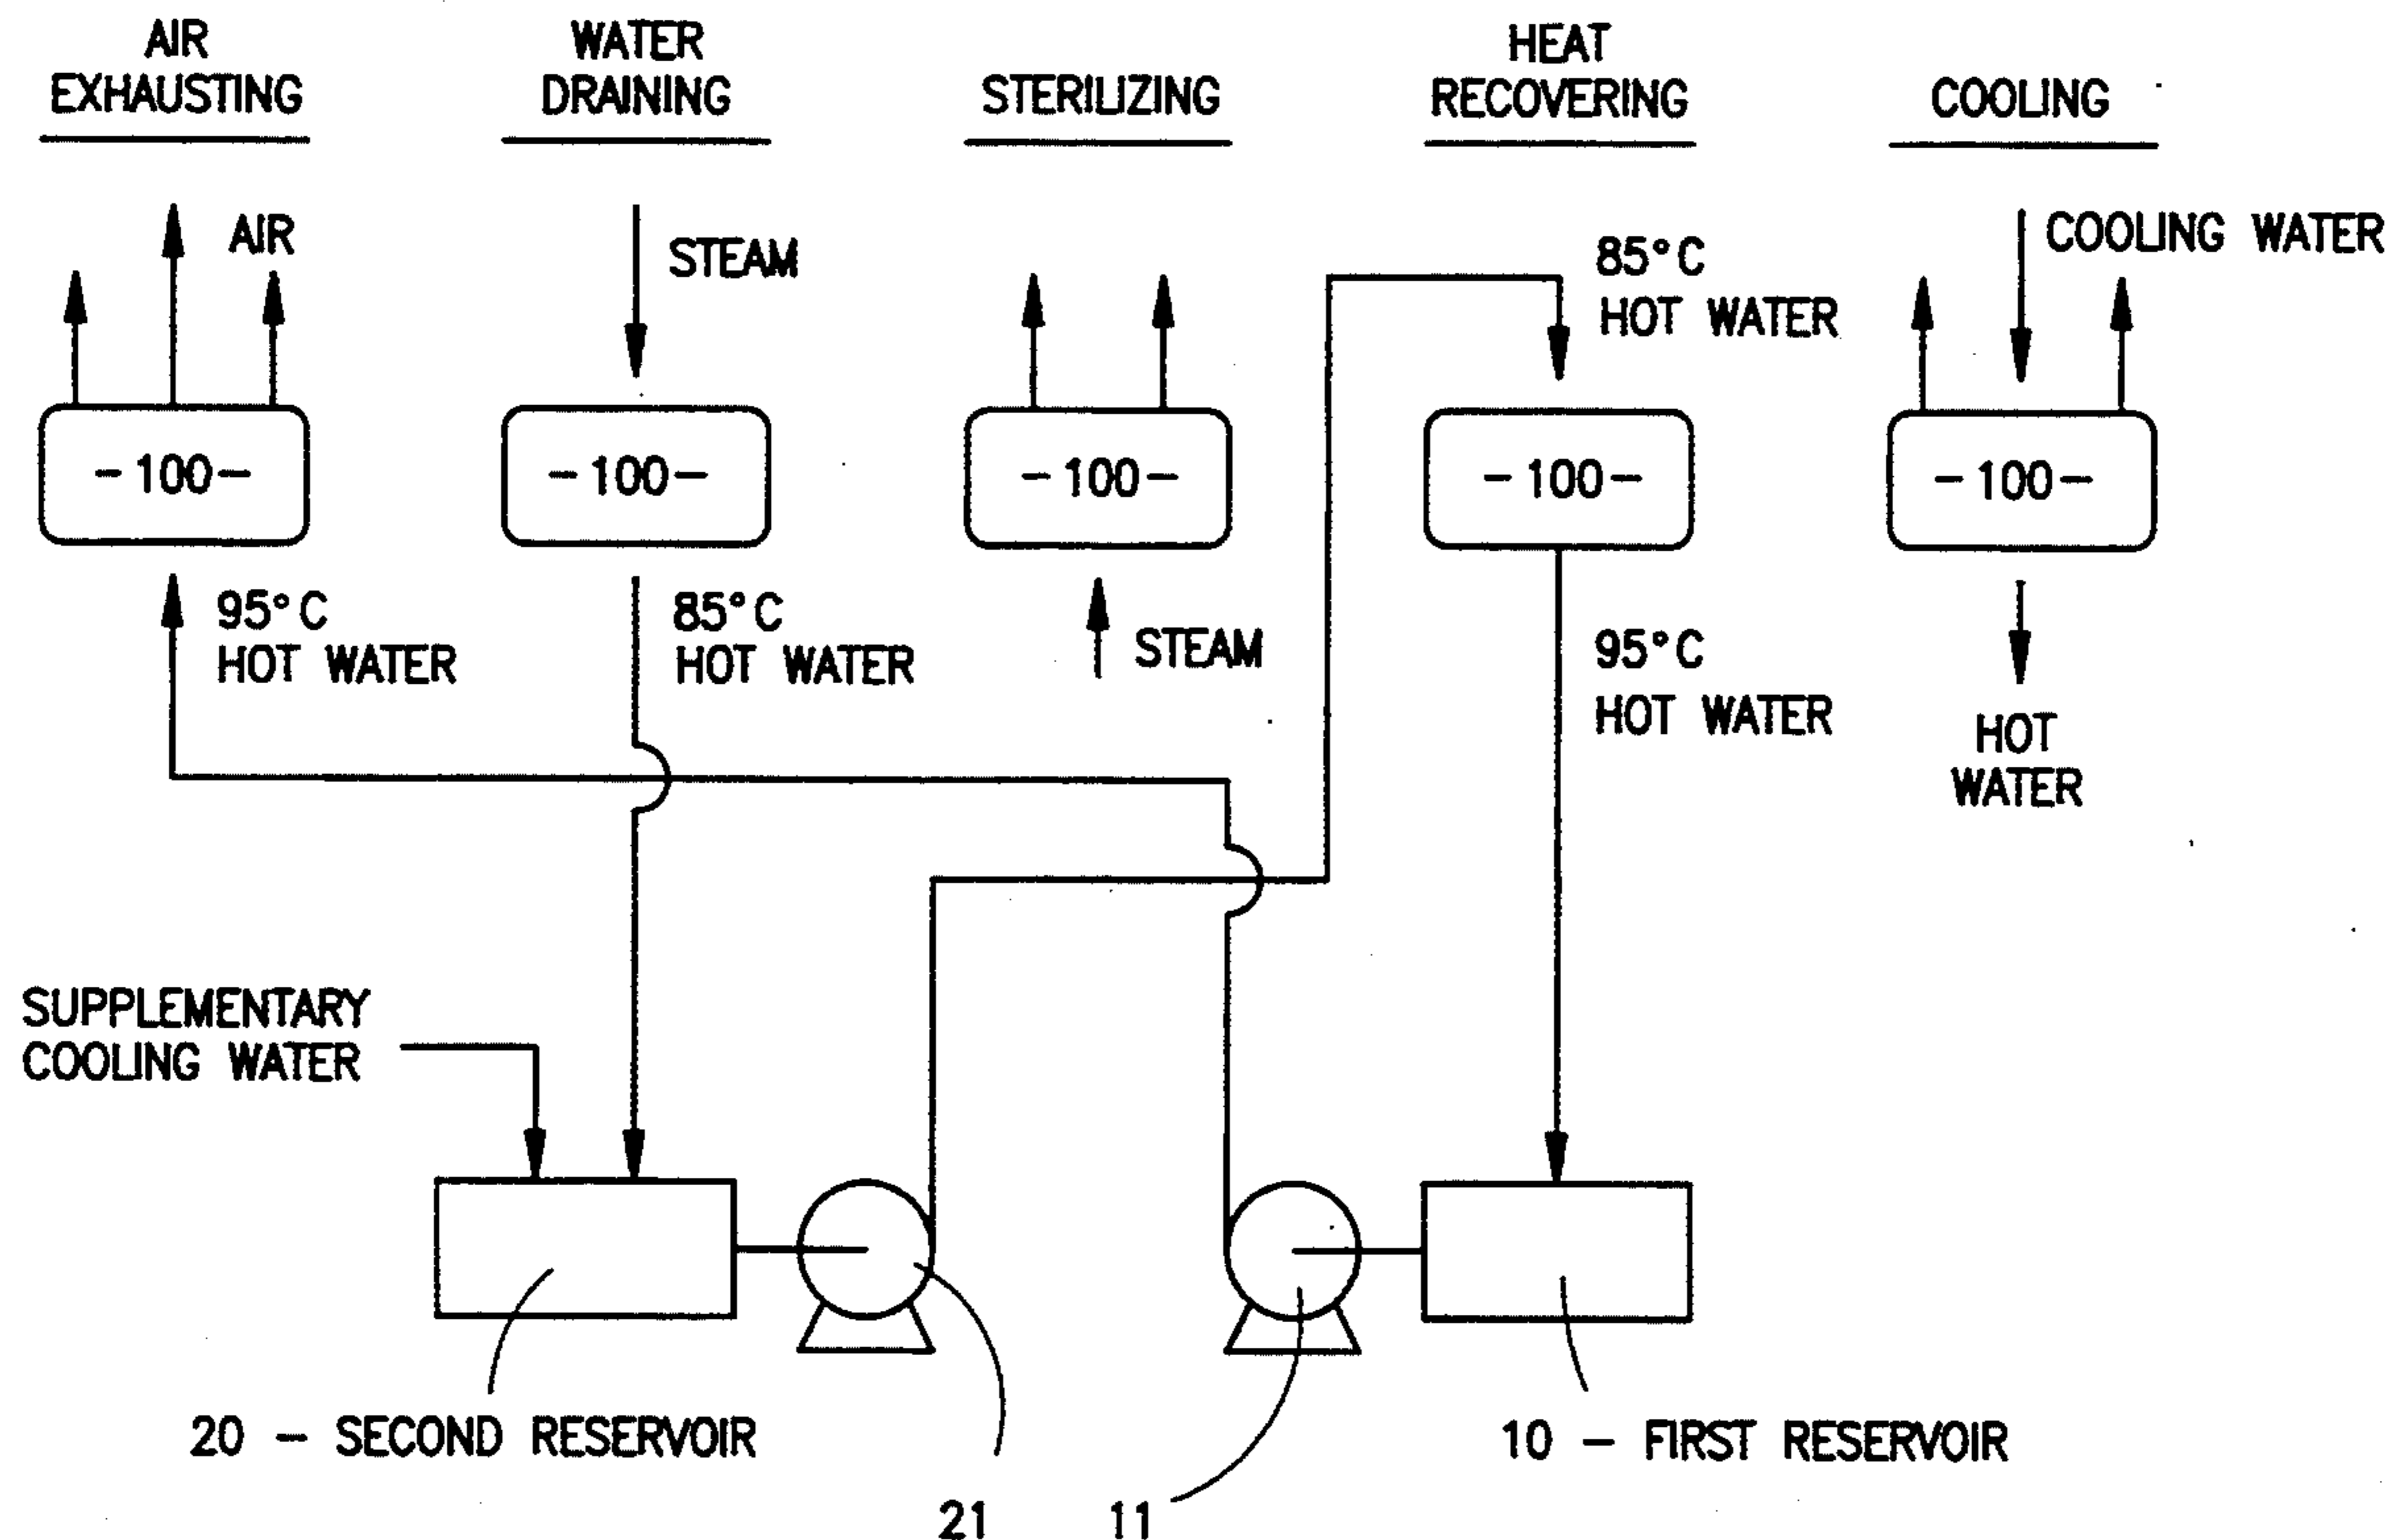 AIR
EXHAUSTING
WATER
DRAINING
STERILIZING
HEAT
RECOVERING
COOLING
AIR
STEAM
85°C
HOT WATER
COOLING WATER
-100-
-100-
-100-
-100-
-100-
95°C
HOT WATER
85°C
HOT WATER
STEAM
95°C
HOT WATER
HOT
WATER
SUPPLEMENTARY
COOLING WATER
20 - SECOND RESERVOIR
10 - FIRST RESERVOIR
21
11